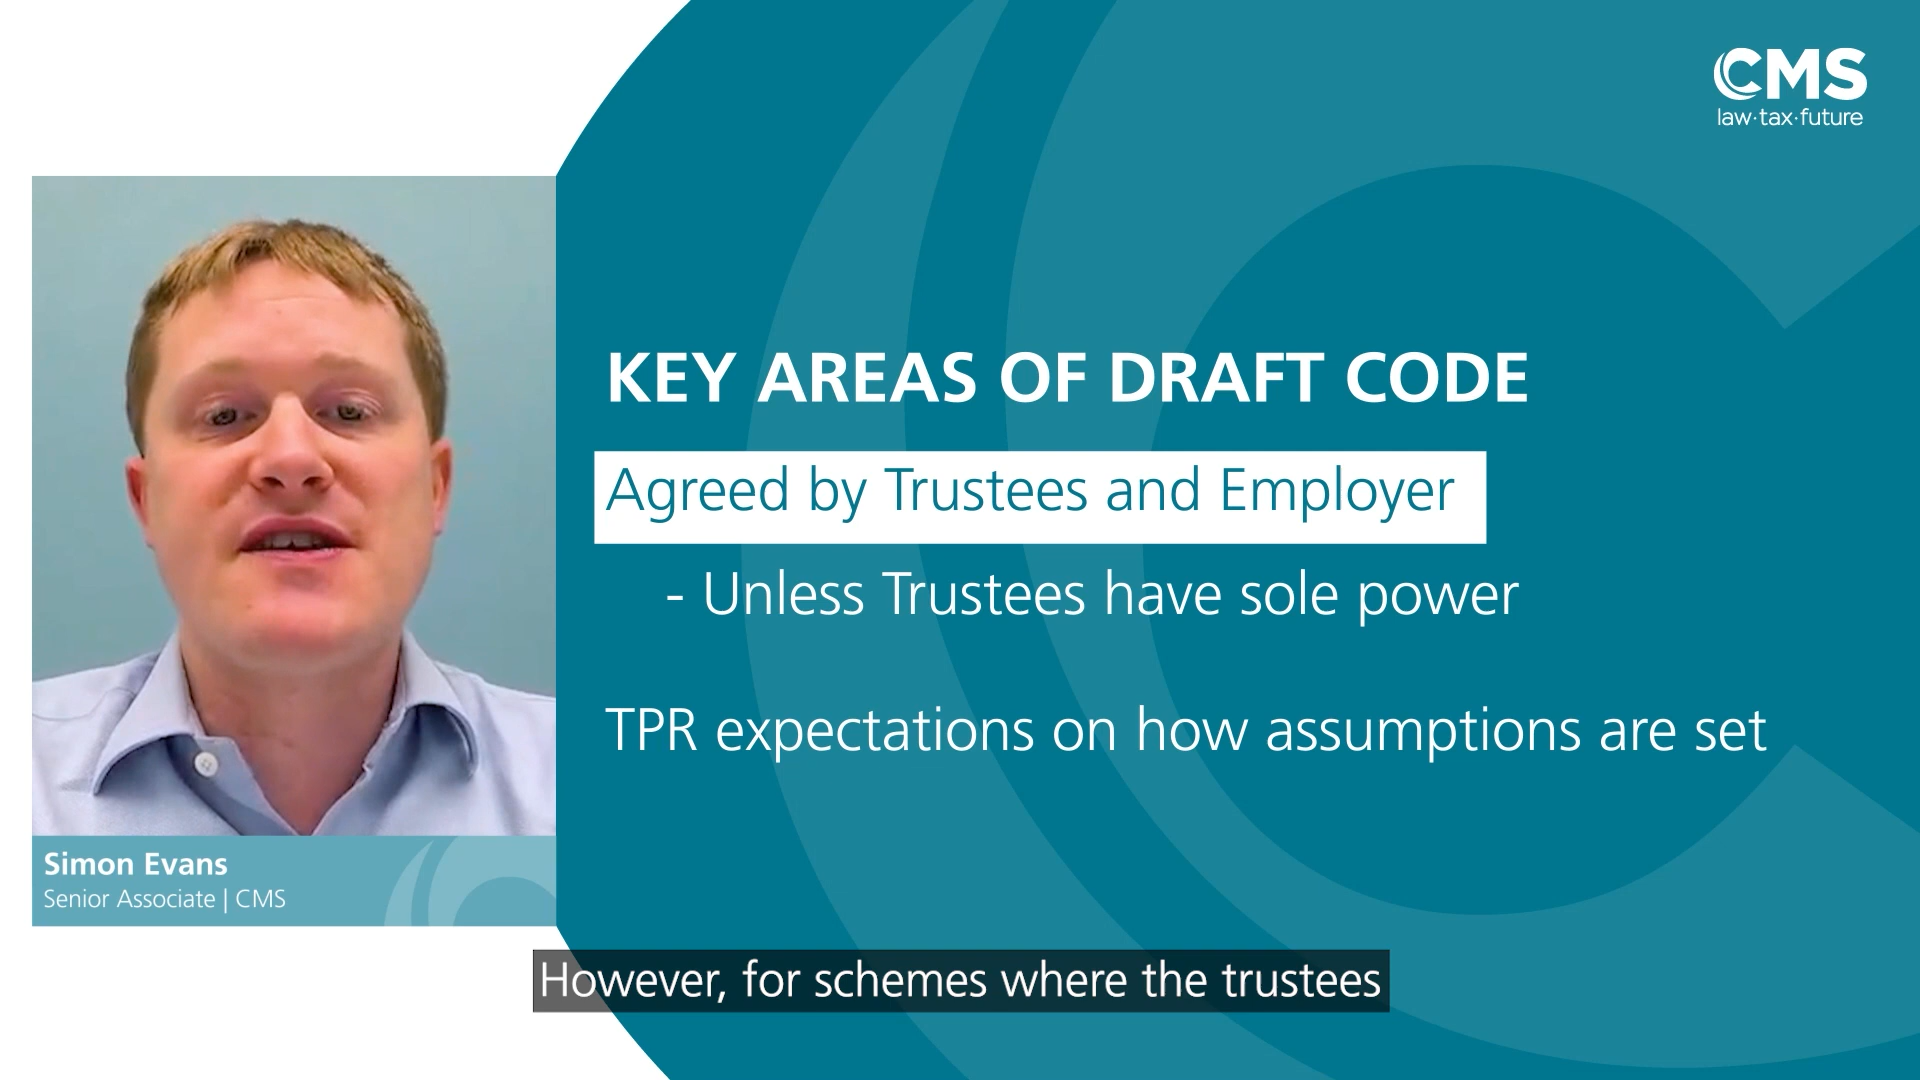 CMS
law·tax·future
KEY AREAS OF DRAFT CODE
Agreed by Trustees and Employer
- Unless Trustees have sole power
TPR expectations on how assumptions are set
Simon Evans
Senior Associate | CMS
However, for schemes where the trustees